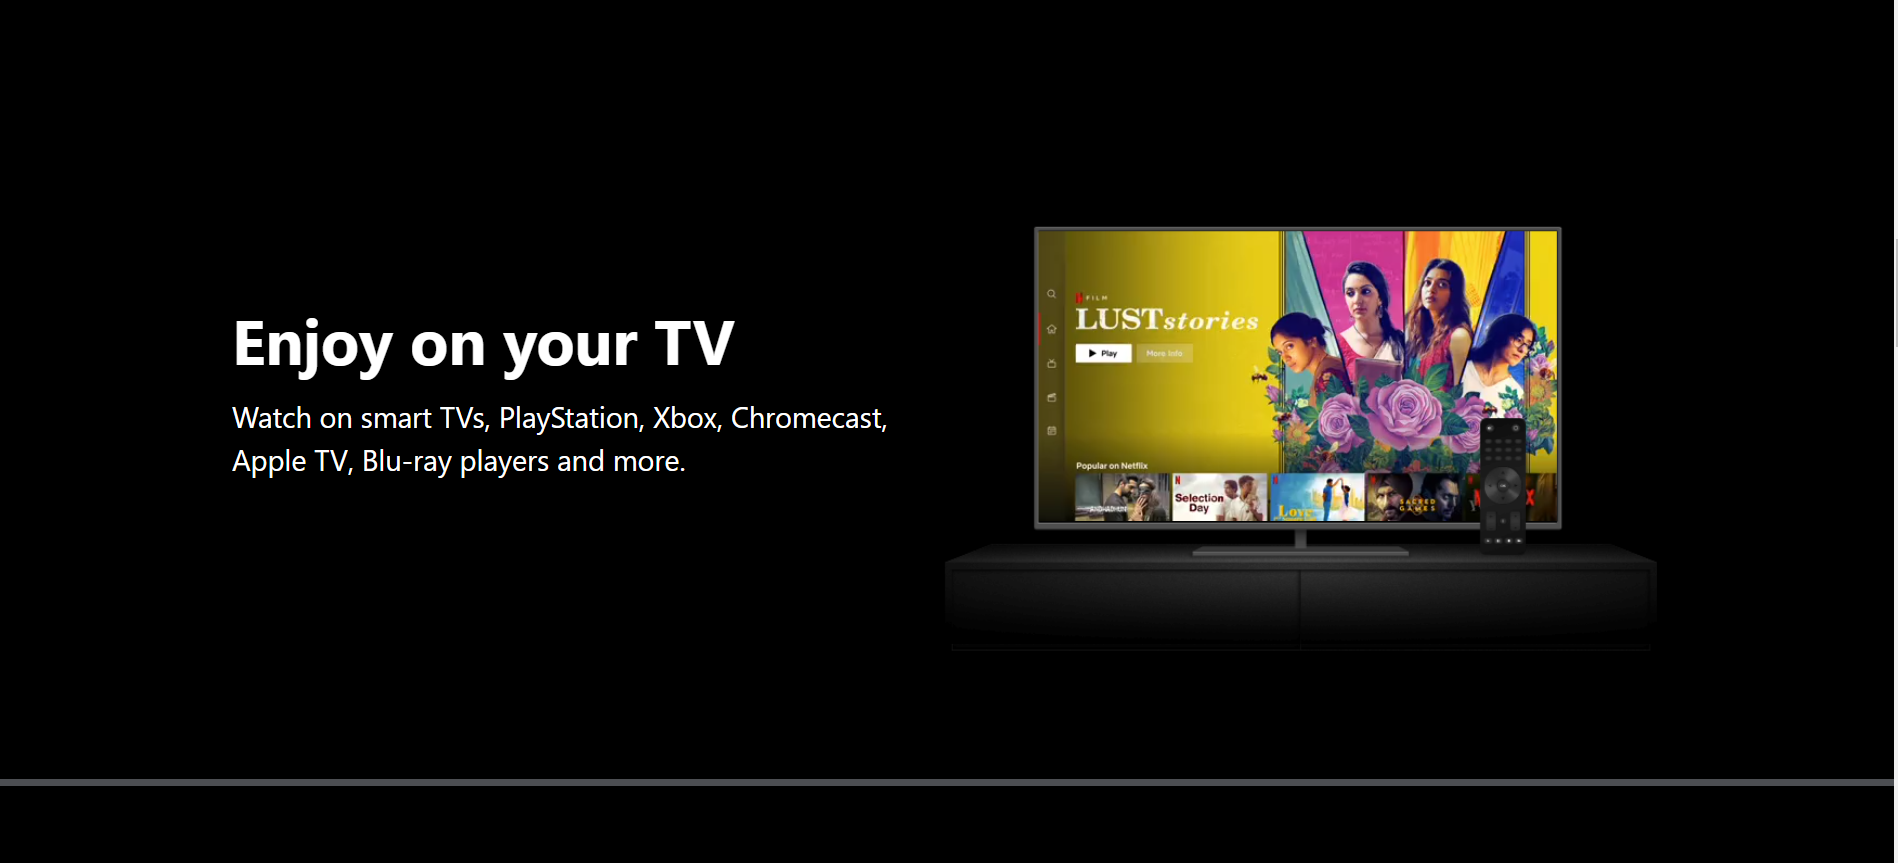 Enjoy on your TV
Watch on smart TVs, PlayStation, Xbox, Chromecast,
Apple TV, Blu-ray players and more.
FILM
LUST stories
Play
More Info
Popular on Netflix
Selection
Day
Love
SACRED
GAMES